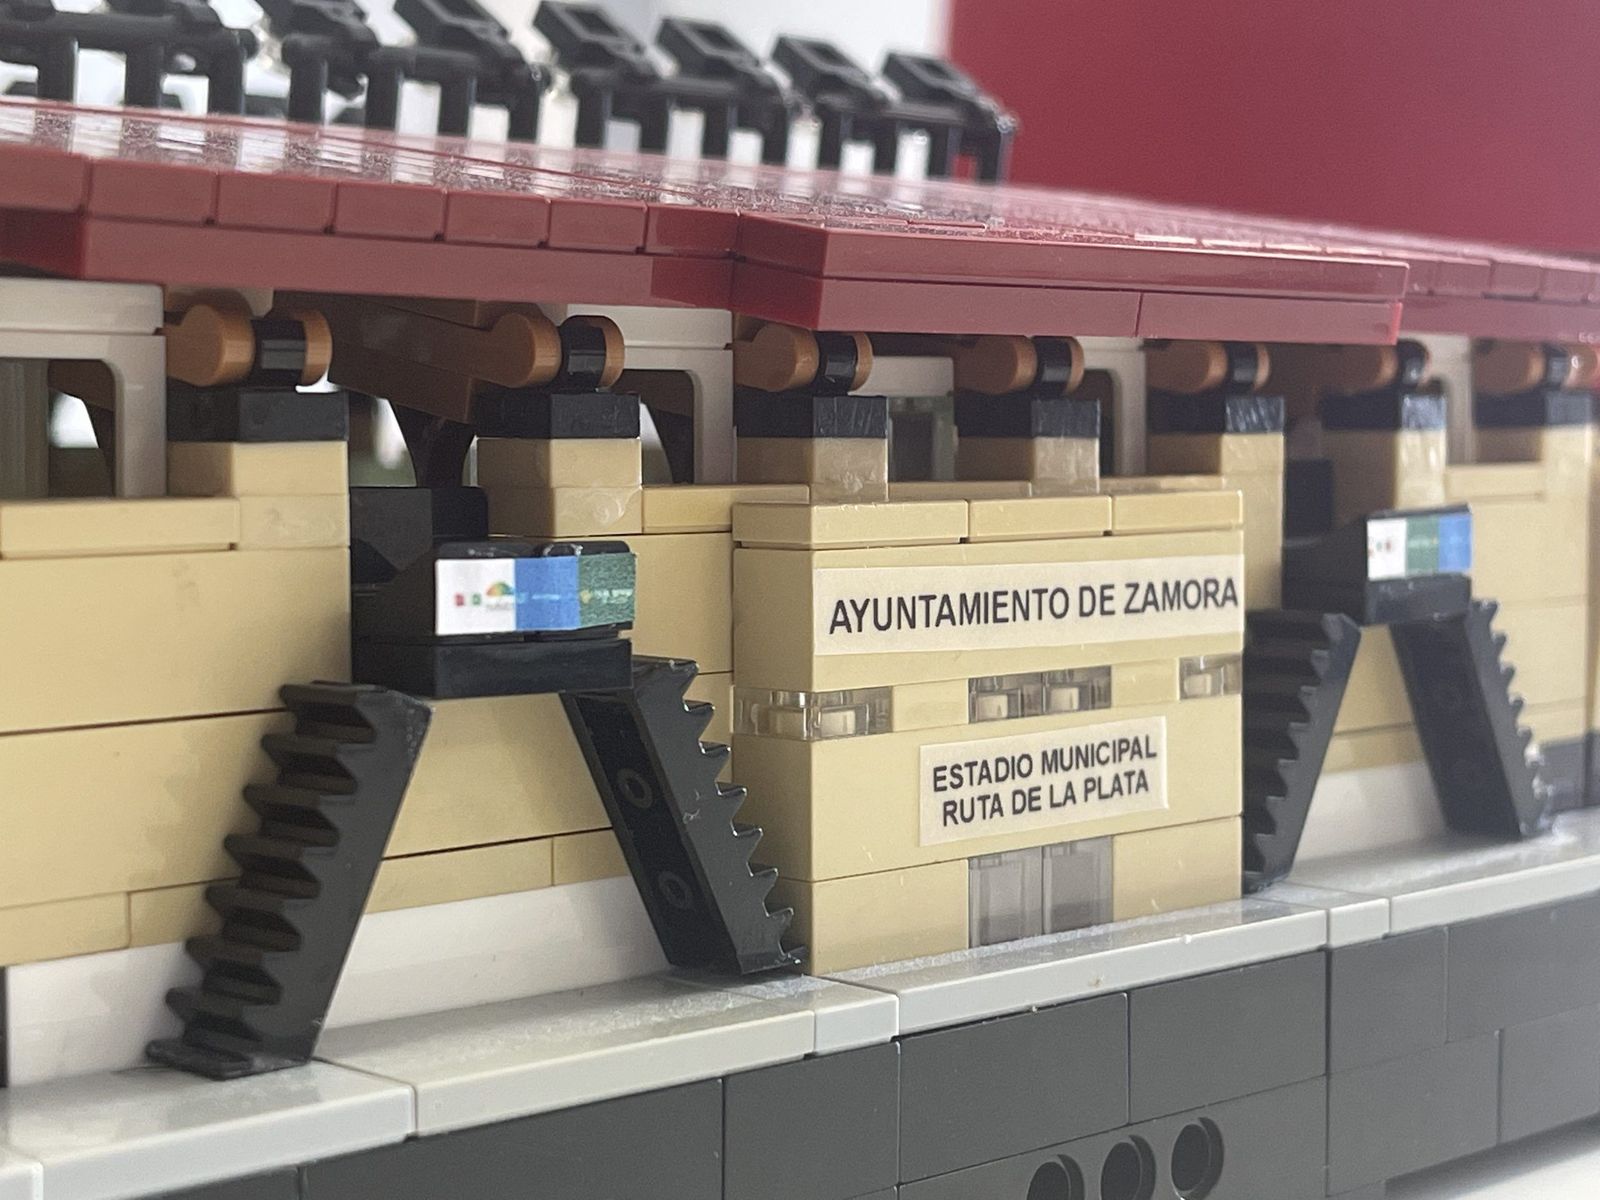 AYUNTAMIENTO DE ZAMORA
ESTADIO MUNICIPAL
RUTA DE LA PLATA